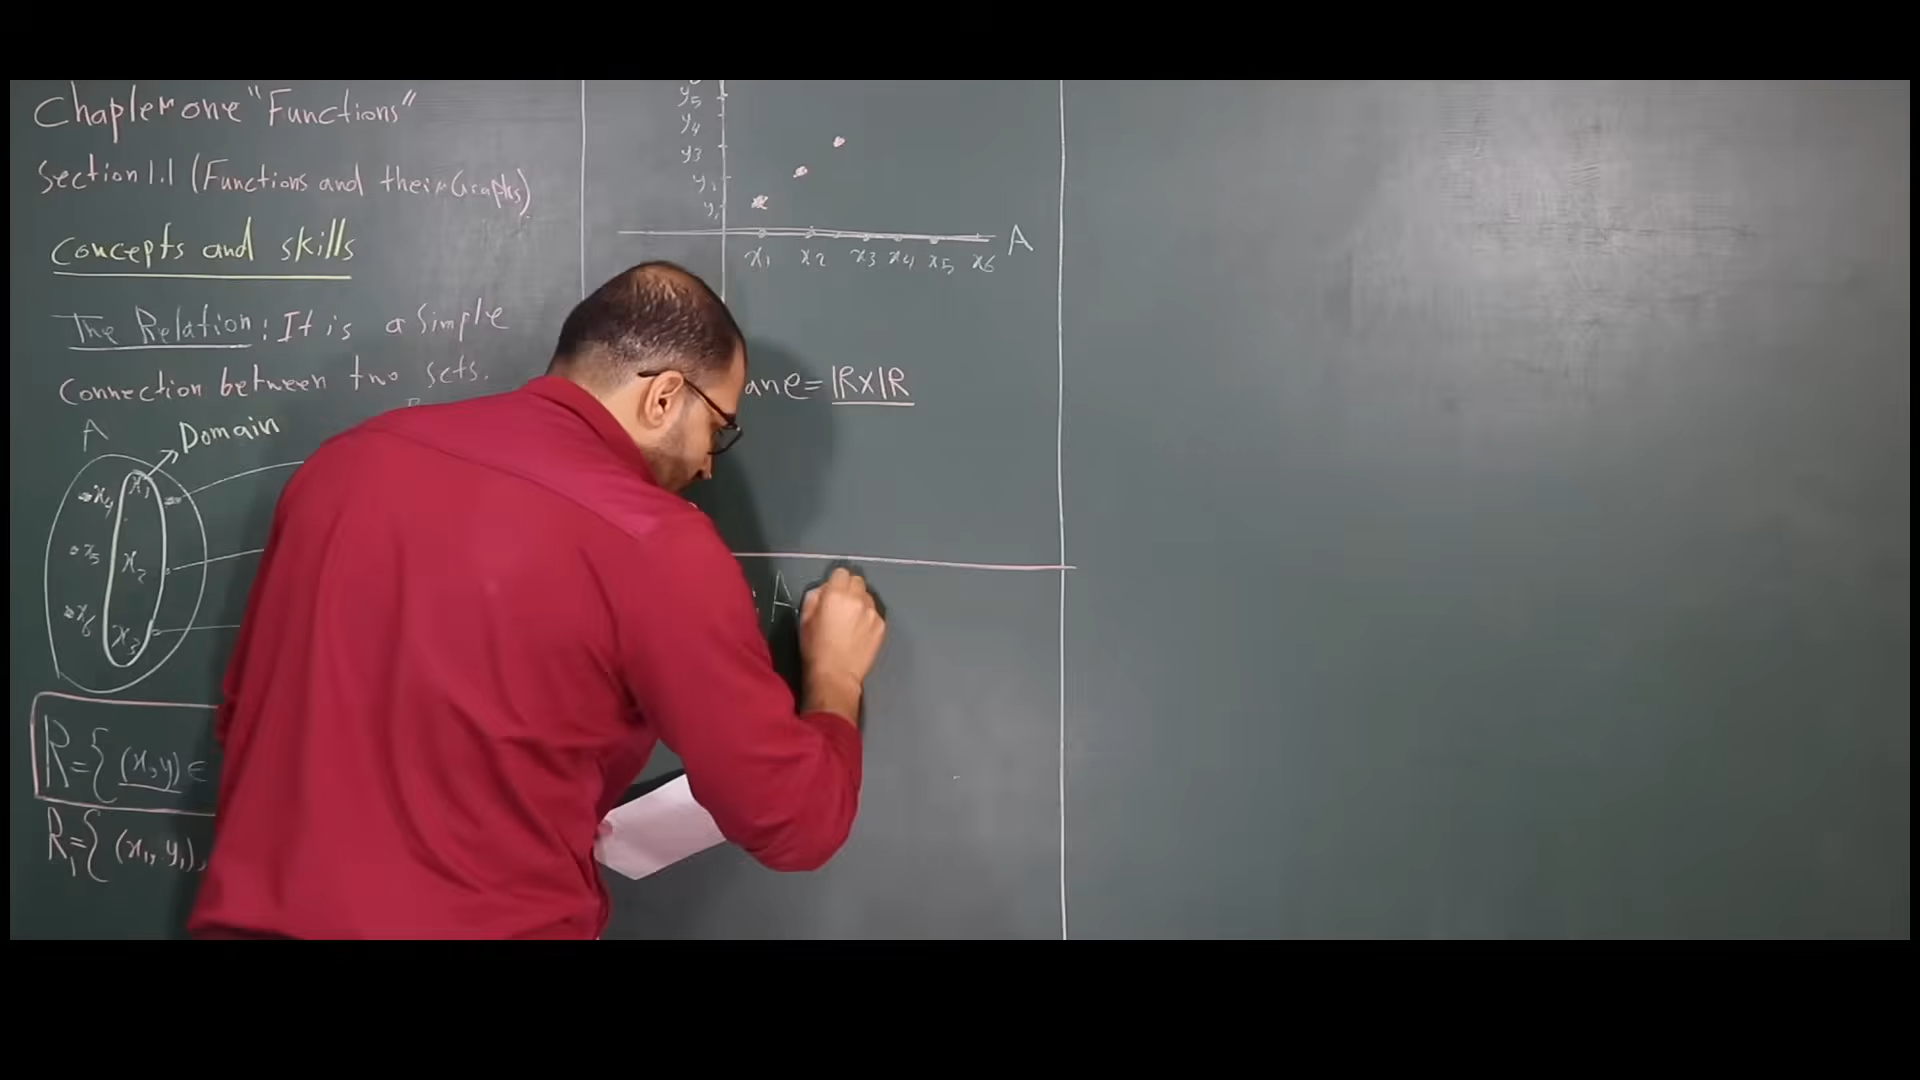 Chapter one "Functions"
Section 1.1 (Functions and their Graphs)
Concepts and skills
The Relation: It is a simple
Connection between two sets.
A
Domain
x4 x1
x5 x2
x6 x3
R={(x,y) ∈
R1={(x1, y1),
y5
y4
y3
y1
x1 x2 x3 x4 x5 x6 A
ane = ℝxℝ
: A